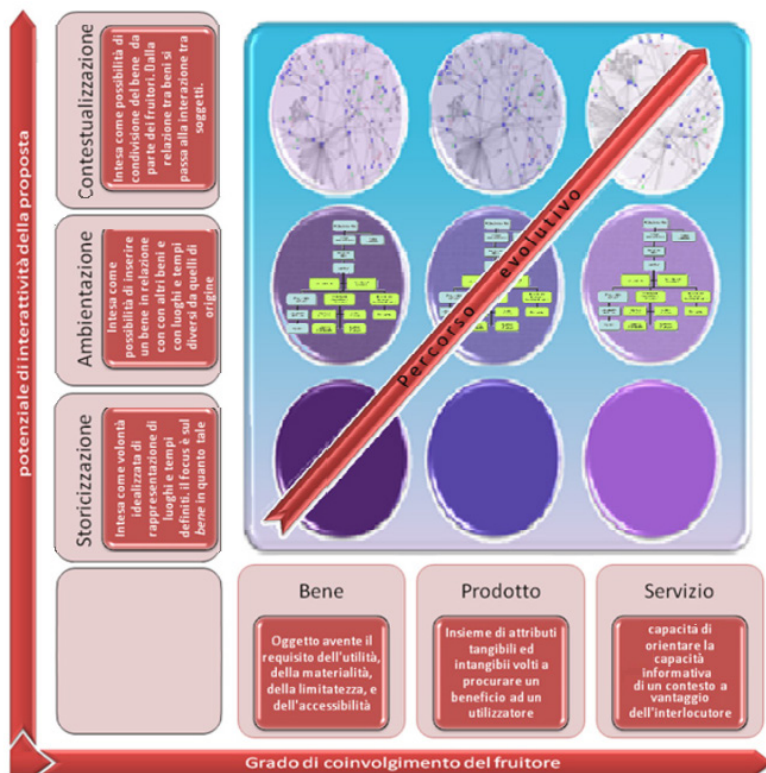 potenziale di interattività della proposta
Contestualizzazione
Intesa come possibilità di
condivisione del bene da
parte dei fruitori. Dalla
relazione tra beni si
passa alla interazione tra
soggetti.
Ambientazione
Intesa come
possibilità di inserire
un bene in relazione
con con altri beni e
con luoghi e tempi
diversi da quelli di
origine
Storicizzazione
Intesa come volontà
idealizzata di
rappresentazione di
luoghi e tempi
definiti. il focus è sul
bene in quanto tale
Percorso evolutivo
Bene
Oggetto avente il
requisito dell'utilità,
della materialità,
della limitatezza, e
dell'accessibilità
Prodotto
Insieme di attributi
tangibili ed
intangibii volti a
procurare un
beneficio ad un
utilizzatore
Servizio
capacità di
orientare la
capacità
informativa
di un contesto a
vantaggio
dell'interlocutore
Grado di coinvolgimento del fruitore